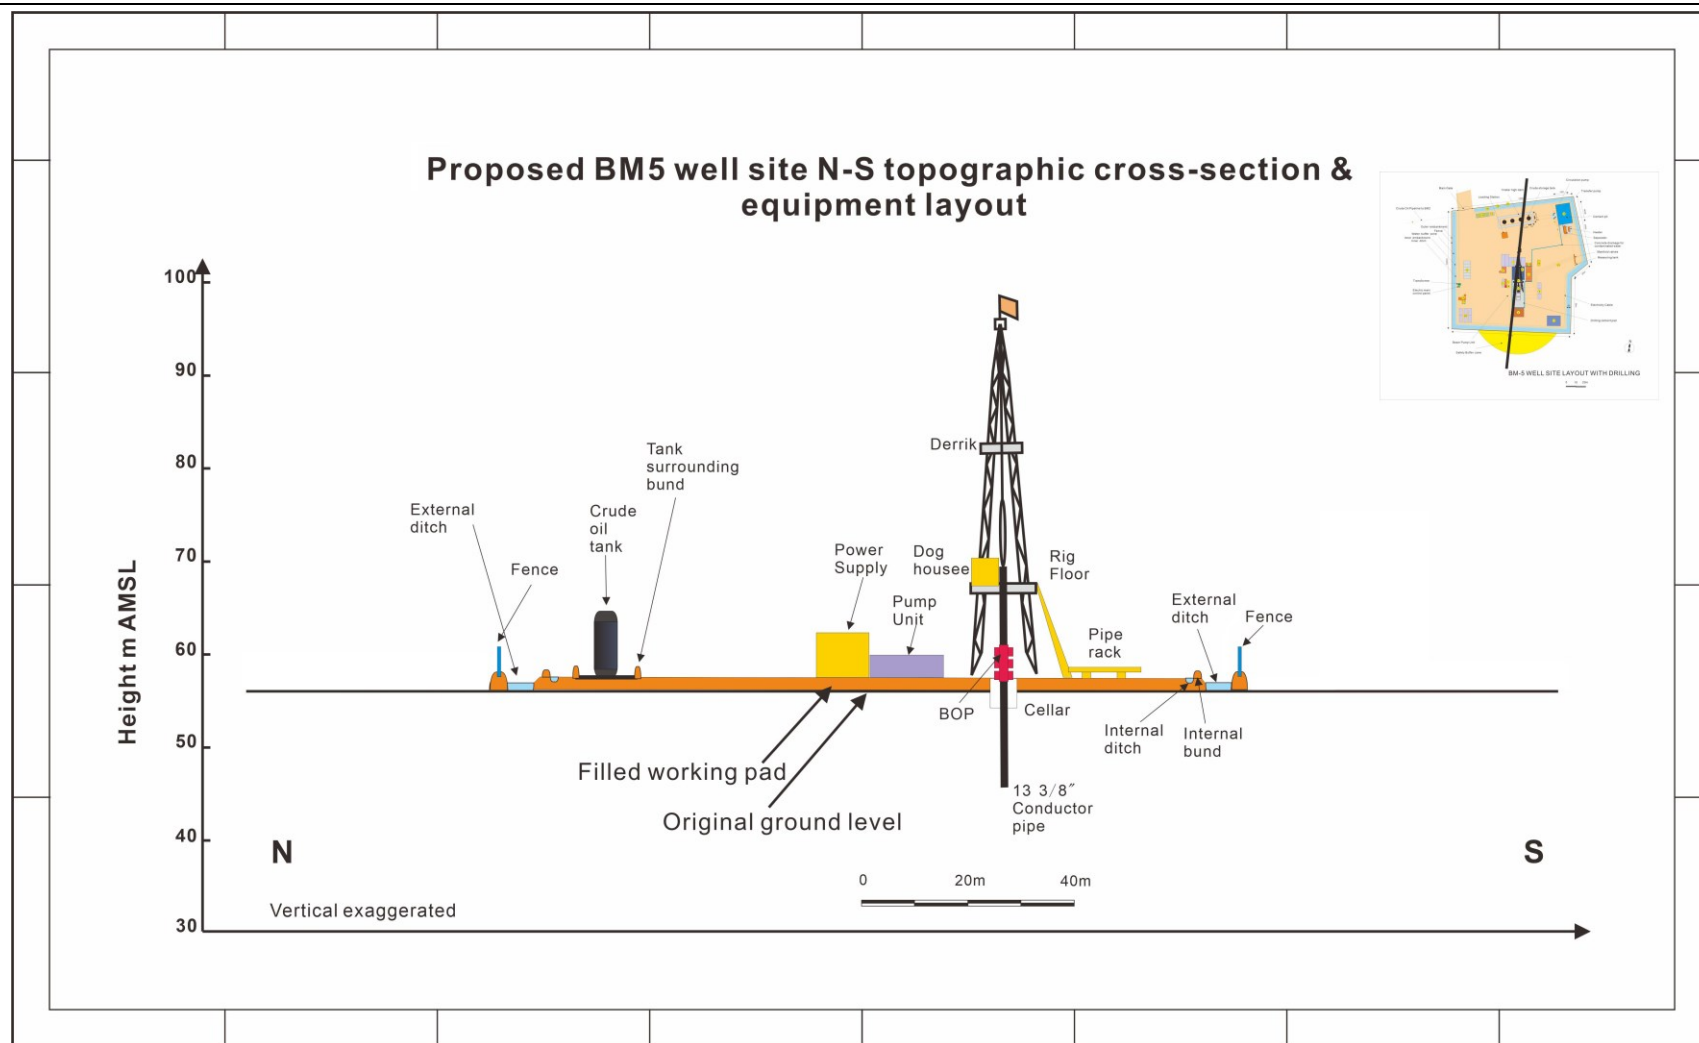 Proposed BM5 well site N-S topographic cross-section &
equipment layout
BM-5 WELL SITE LAYOUT WITH DRILLING
Height m AMSL
100
90
80
70
60
50
40
30
External
ditch
Fence
Crude
oil
tank
Tank
surrounding
bund
Power
Supply
Pump
Unit
Dog
housee
Derrik
Rig
Floor
Pipe
rack
External
ditch
Fence
BOP
Cellar
Internal
ditch
Internal
bund
Filled working pad
Original ground level
13 3/8″
Conductor
pipe
N
S
0 20m 40m
Vertical exaggerated